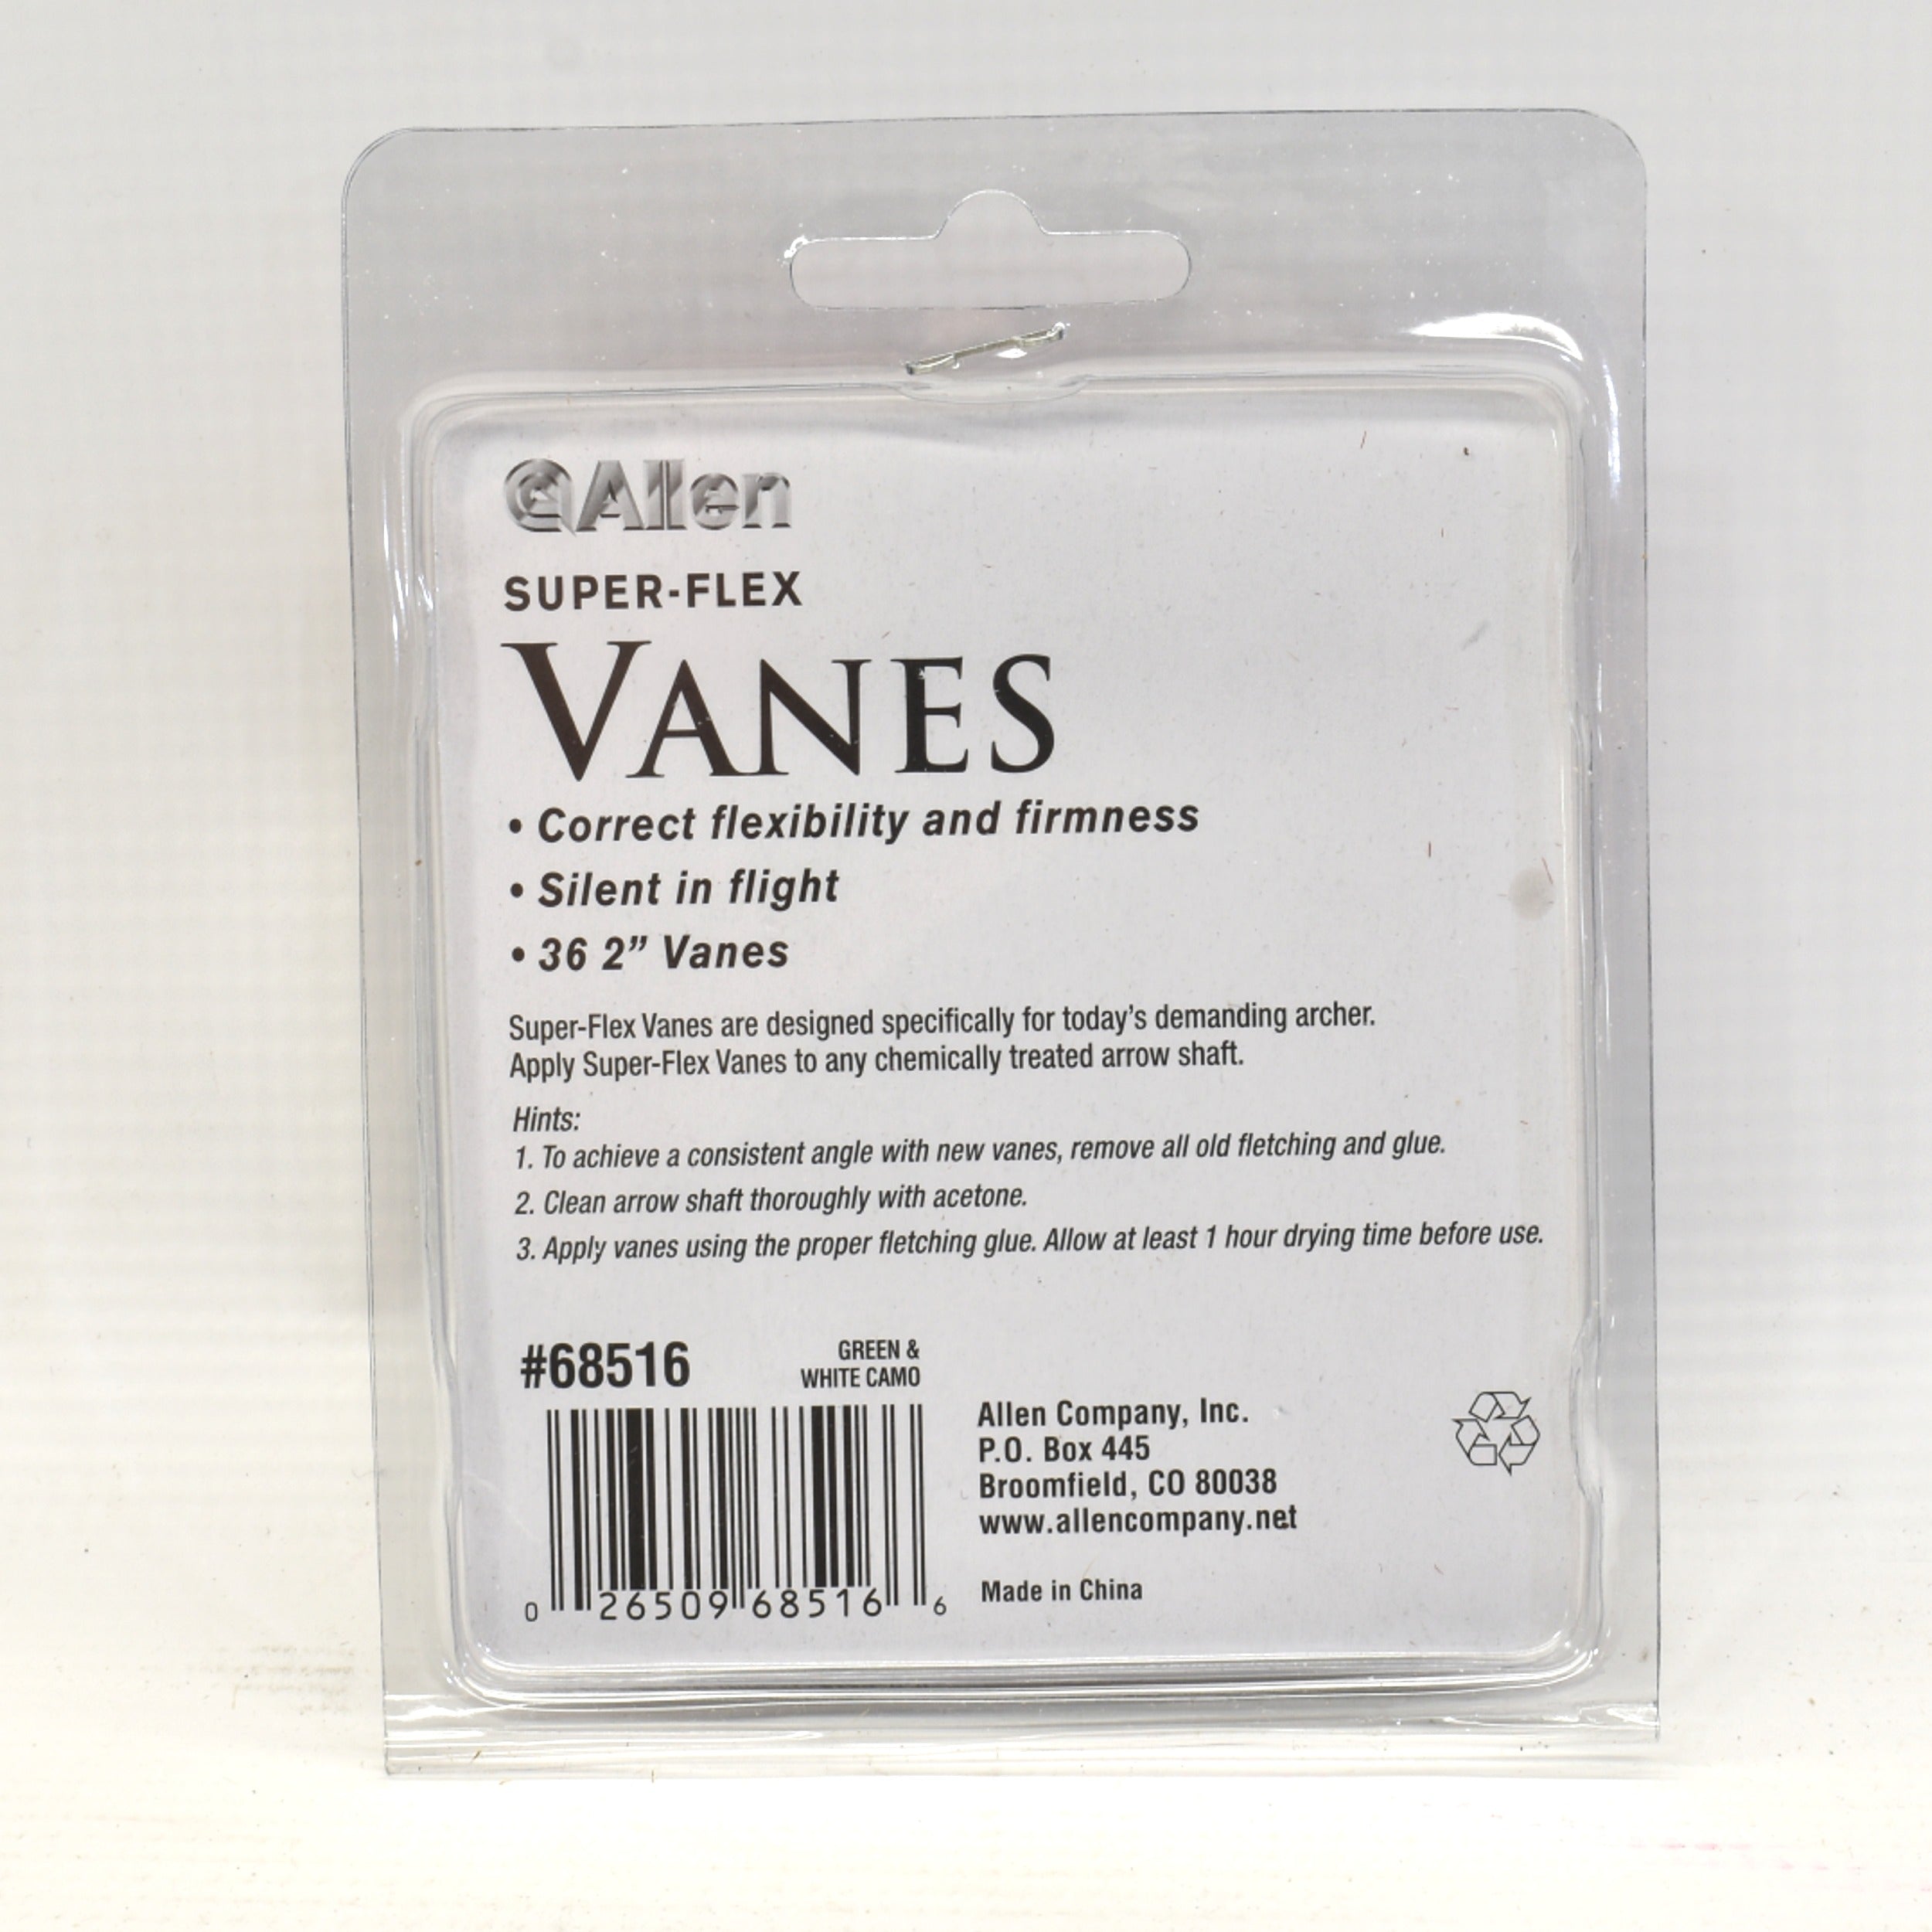 Allen
SUPER-FLEX
VANES
• Correct flexibility and firmness
• Silent in flight
• 36 2” Vanes
Super-Flex Vanes are designed specifically for today’s demanding archer.
Apply Super-Flex Vanes to any chemically treated arrow shaft.
Hints:
1. To achieve a consistent angle with new vanes, remove all old fletching and glue.
2. Clean arrow shaft thoroughly with acetone.
3. Apply vanes using the proper fletching glue. Allow at least 1 hour drying time before use.
#68516
GREEN &
WHITE CAMO
0 26509 68516 6
Allen Company, Inc.
P.O. Box 445
Broomfield, CO 80038
www.allencompany.net
Made in China